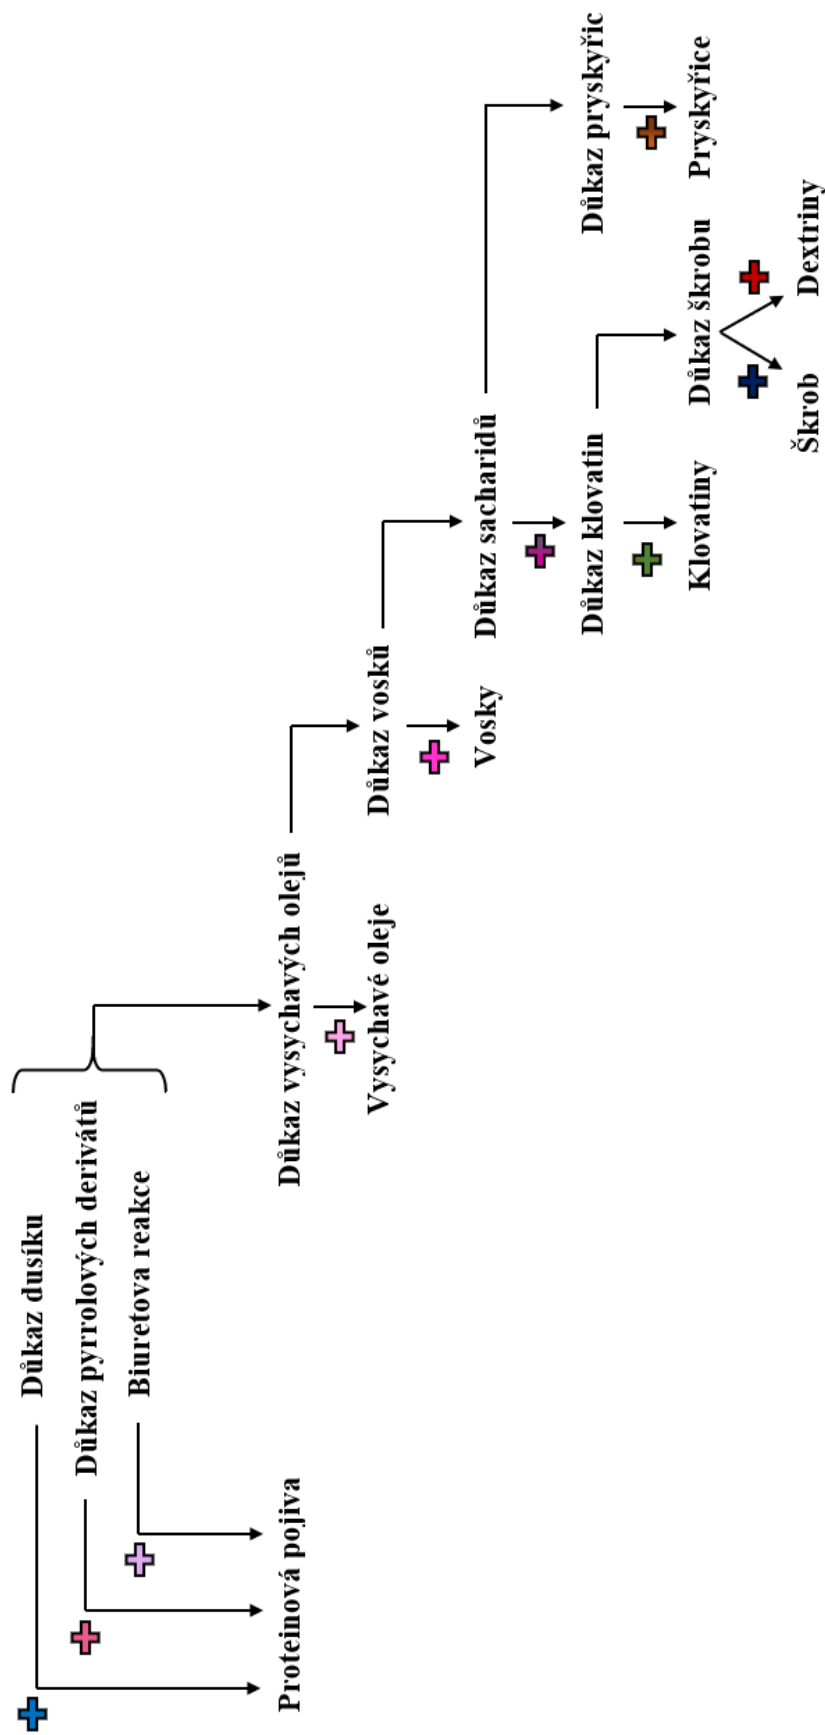 Důkaz dusíku
Důkaz pyrrolových derivátů
Biuretova reakce
Proteinová pojiva
Důkaz vysychavých olejů
Vysychavé oleje
Důkaz vosků
Vosky
Důkaz sacharidů
Důkaz klovatin
Důkaz pryskyřic
Klovatiny
Důkaz škrobu
Pryskyřice
Škrob
Dextriny